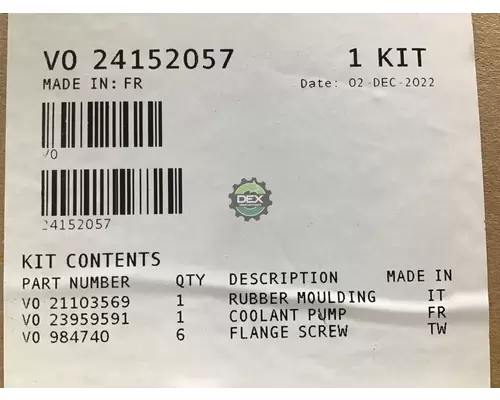 VO 24152057 1 KIT
MADE IN: FR Date: 02-DEC-2022
VO
24152057
DEX
KIT CONTENTS
PART NUMBER QTY DESCRIPTION MADE IN
VO 21103569 1 RUBBER MOULDING IT
VO 23959591 1 COOLANT PUMP FR
VO 984740 6 FLANGE SCREW TW